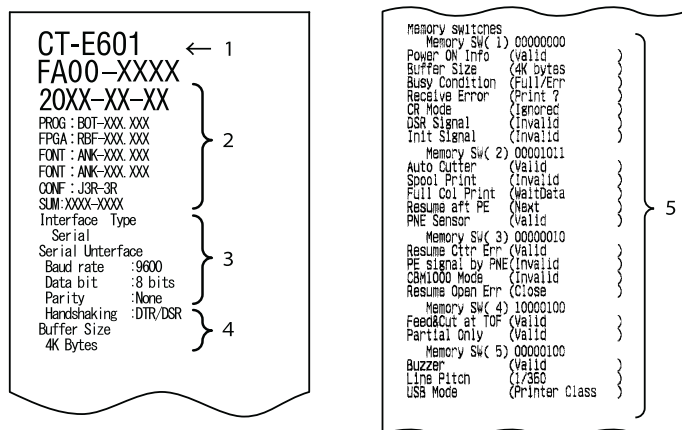 CT-E601
← 1
FA00-XXXX
20XX-XX-XX
PROG : BOT-XXX.XXX
FPGA : RBF-XXX.XXX
FONT : ANK-XXX.XXX
FONT : ANK-XXX.XXX
CONF : J3R-3R
SUM:XXXX-XXXX
2
Interface Type
Serial
Serial Unterface
Baud rate :9600
Data bit :8 bits
Parity :None
3
Handshaking :DTR/DSR
Buffer Size
4K Bytes
4
Memory switches
Memory SW( 1) 00000000
Power ON Info (Valid )
Buffer Size (4K bytes )
Busy Condition (Full/Err )
Receive Error (Print ? )
CR Mode (Ignored )
DSR Signal (Invalid )
Init Signal (Invalid )
Memory SW( 2) 00001011
Auto Cutter (Valid )
Spool Print (Invalid )
Full Col Print (WaitData )
Resume aft PE (Next )
PNE Sensor (Valid )
Memory SW( 3) 00000010
Resume Cttr Err (Valid )
PE signal by PNE(Invalid )
CBM1000 Mode (Invalid )
Resume Open Err (Close )
Memory SW( 4) 10000100
Feed&Cut at TOF (Valid )
Partial Only (Valid )
Memory SW( 5) 00000100
Buzzer (Valid )
Line Pitch (1/360 )
USB Mode (Printer Class )
5